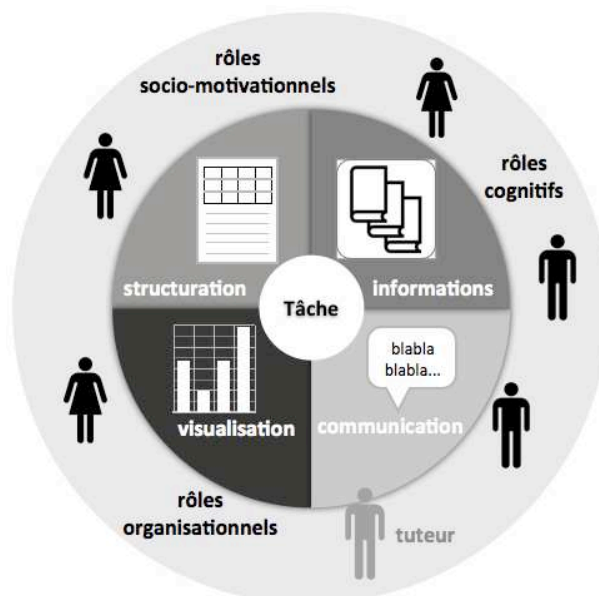 rôles
socio-motivationnels
rôles
cognitifs
structuration
informations
Tâche
blabla
blabla...
visualisation
communication
rôles
organisationnels
tuteur